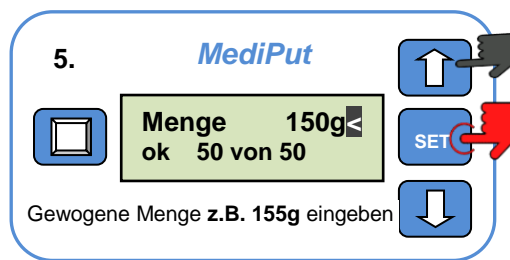 5.
MediPut
Menge 150g<
ok 50 von 50
SET
Gewogene Menge z.B. 155g eingeben